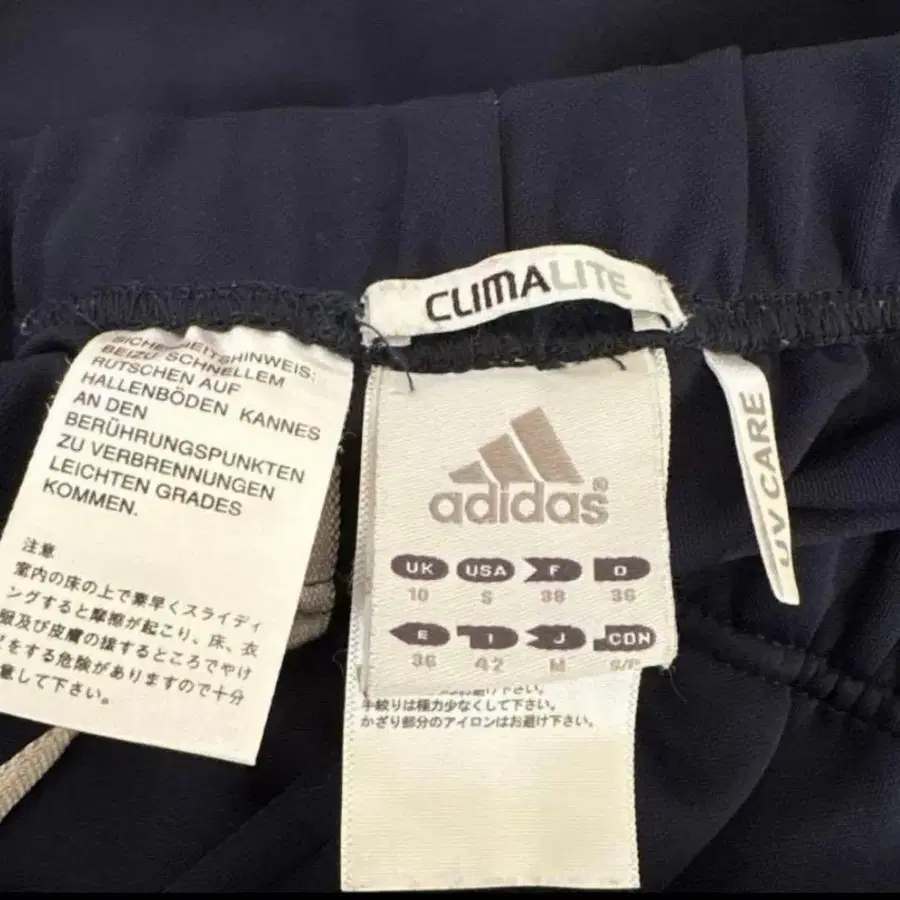 SICHERHEITSHINWEIS:
BEIZU SCHNELLEM
RUTSCHEN AUF
HALLENBÖDEN KANNES
AN DEN
BERÜHRUNGSPUNKTEN
ZU VERBRENNUNGEN
LEICHTEN GRADES
KOMMEN.
注意
室内の床の上で素早くスライディ
ングすると摩擦が起こり、床、衣
服及び皮膚の接するところでやけ
をする危険がありますので十分
意して下さい。
CLIMALITE
adidas®
UK USA F D
10 S 38 36
E I J CDN
36 42 M S/P
手絞りは極力少なくして下さい。
かざり部分のアイロンはお避け下さい。
UV CARE